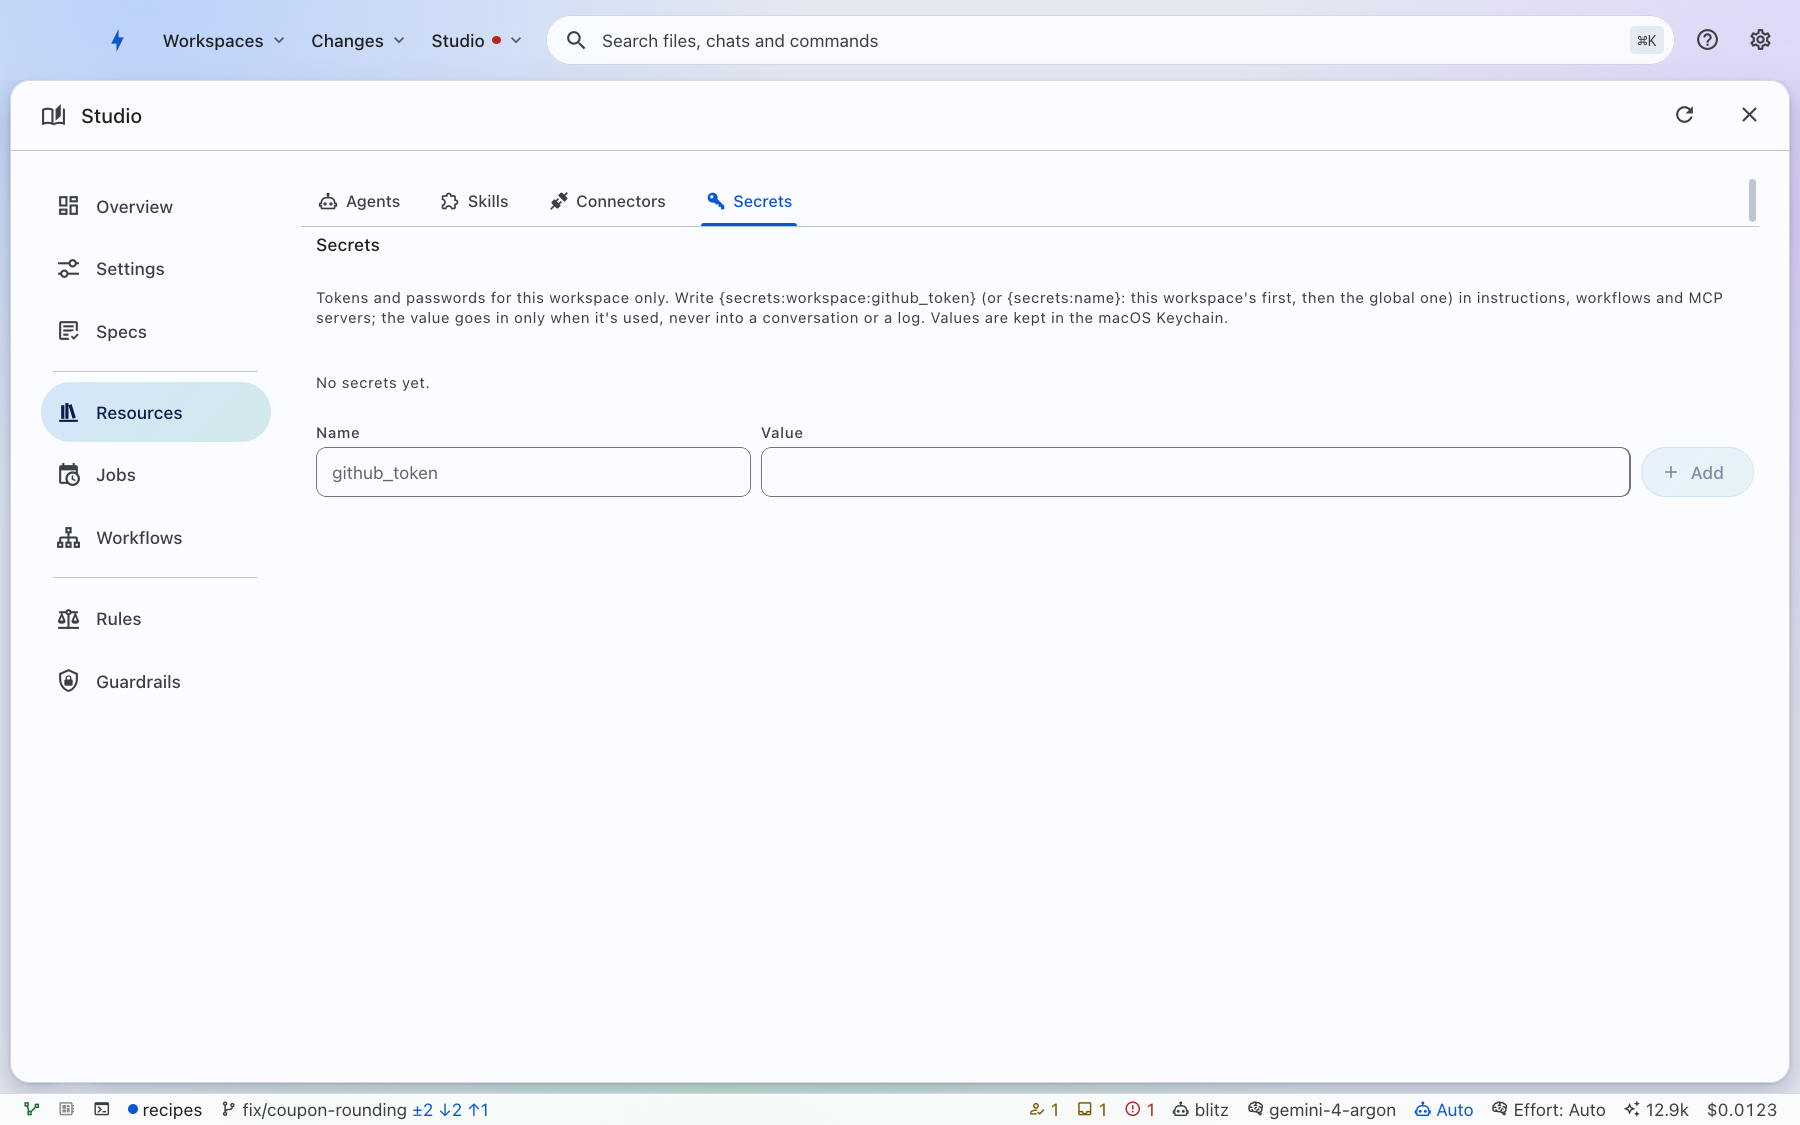 Workspaces
Changes
Studio
Search files, chats and commands
⌘K
Studio
Overview
Settings
Specs
Resources
Jobs
Workflows
Rules
Guardrails
Agents
Skills
Connectors
Secrets
Secrets
Tokens and passwords for this workspace only. Write {secrets:workspace:github_token} (or {secrets:name}: this workspace's first, then the global one) in instructions, workflows and MCP
servers; the value goes in only when it's used, never into a conversation or a log. Values are kept in the macOS Keychain.
No secrets yet.
Name
Value
github_token
+ Add
recipes
fix/coupon-rounding ±2 ↓2 ↑1
1
1
1
blitz
gemini-4-argon
Auto
Effort: Auto
12.9k
$0.0123